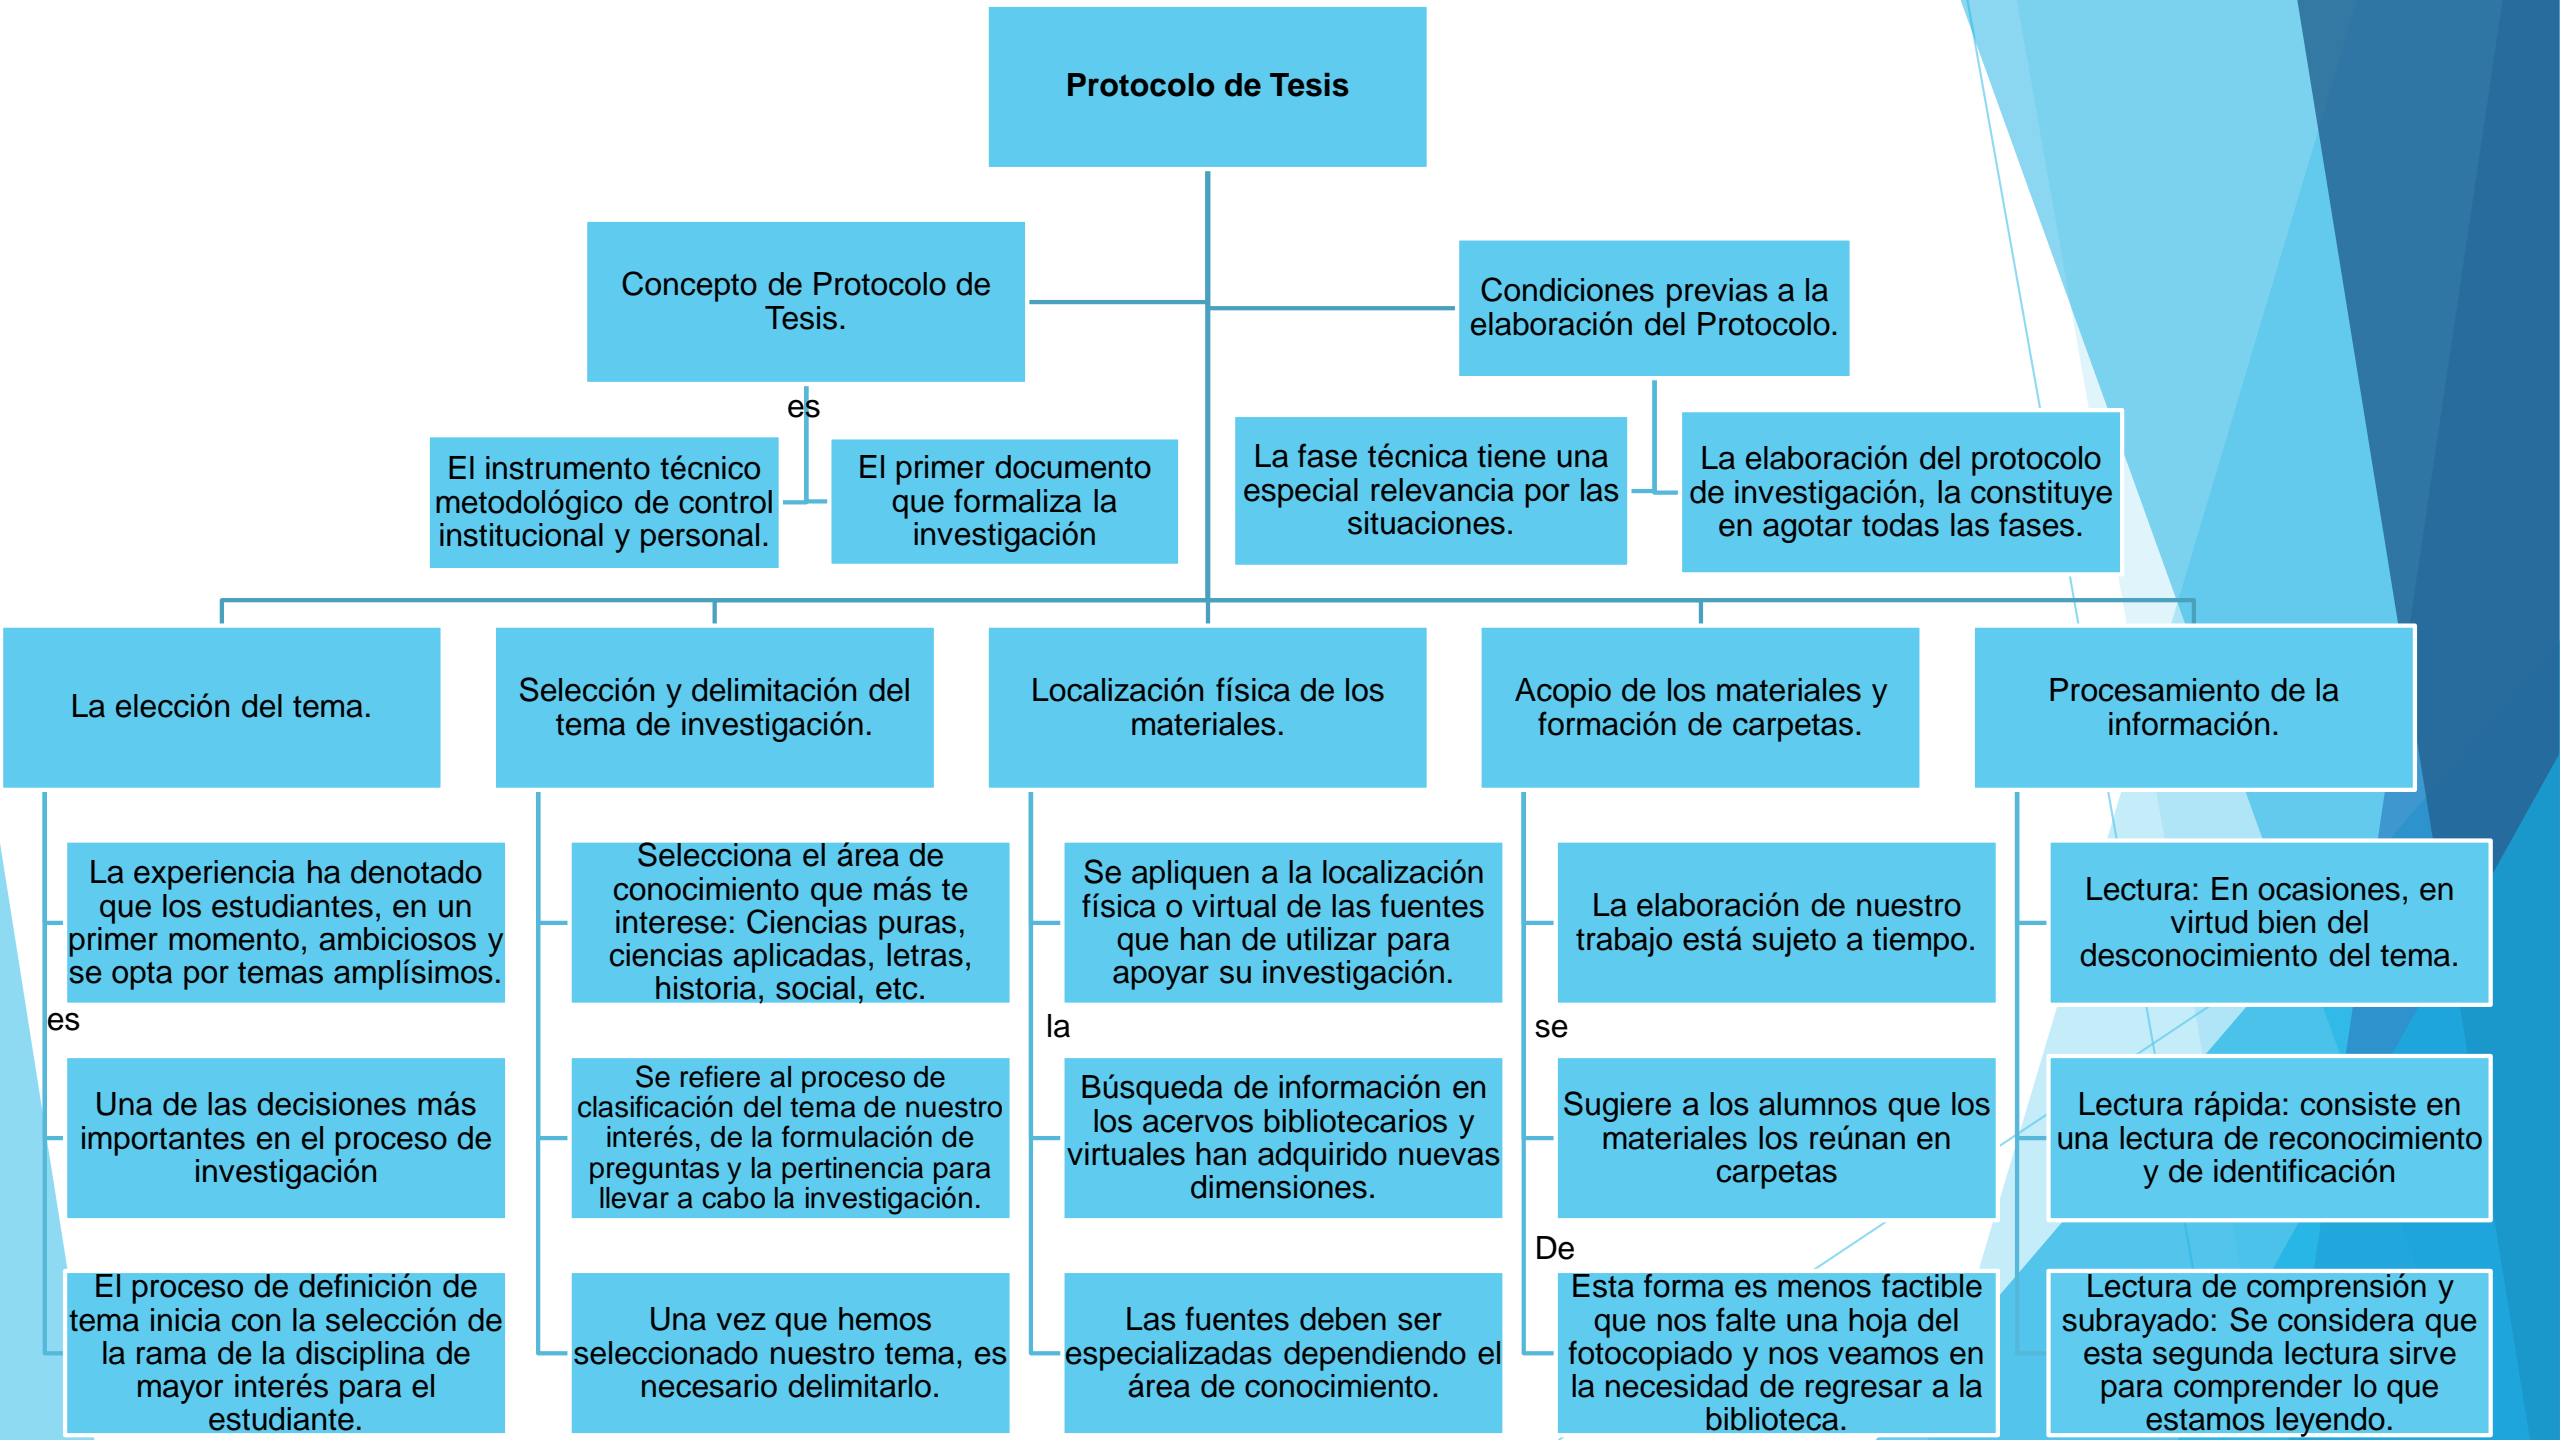 Protocolo de Tesis
Concepto de Protocolo de
Tesis.
Condiciones previas a la
elaboración del Protocolo.
es
El instrumento técnico
metodológico de control
institucional y personal.
El primer documento
que formaliza la
investigación
La fase técnica tiene una
especial relevancia por las
situaciones.
La elaboración del protocolo
de investigación, la constituye
en agotar todas las fases.
La elección del tema.
Selección y delimitación del
tema de investigación.
Localización física de los
materiales.
Acopio de los materiales y
formación de carpetas.
Procesamiento de la
información.
La experiencia ha denotado
que los estudiantes, en un
primer momento, ambiciosos y
se opta por temas amplísimos.
es
Una de las decisiones más
importantes en el proceso de
investigación
El proceso de definición de
tema inicia con la selección de
la rama de la disciplina de
mayor interés para el
estudiante.
Selecciona el área de
conocimiento que más te
interese: Ciencias puras,
ciencias aplicadas, letras,
historia, social, etc.
Se refiere al proceso de
clasificación del tema de nuestro
interés, de la formulación de
preguntas y la pertinencia para
llevar a cabo la investigación.
Una vez que hemos
seleccionado nuestro tema, es
necesario delimitarlo.
Se apliquen a la localización
física o virtual de las fuentes
que han de utilizar para
apoyar su investigación.
la
Búsqueda de información en
los acervos bibliotecarios y
virtuales han adquirido nuevas
dimensiones.
Las fuentes deben ser
especializadas dependiendo el
área de conocimiento.
La elaboración de nuestro
trabajo está sujeto a tiempo.
se
Sugiere a los alumnos que los
materiales los reúnan en
carpetas
De
Esta forma es menos factible
que nos falte una hoja del
fotocopiado y nos veamos en
la necesidad de regresar a la
biblioteca.
Lectura: En ocasiones, en
virtud bien del
desconocimiento del tema.
Lectura rápida: consiste en
una lectura de reconocimiento
y de identificación
Lectura de comprensión y
subrayado: Se considera que
esta segunda lectura sirve
para comprender lo que
estamos leyendo.